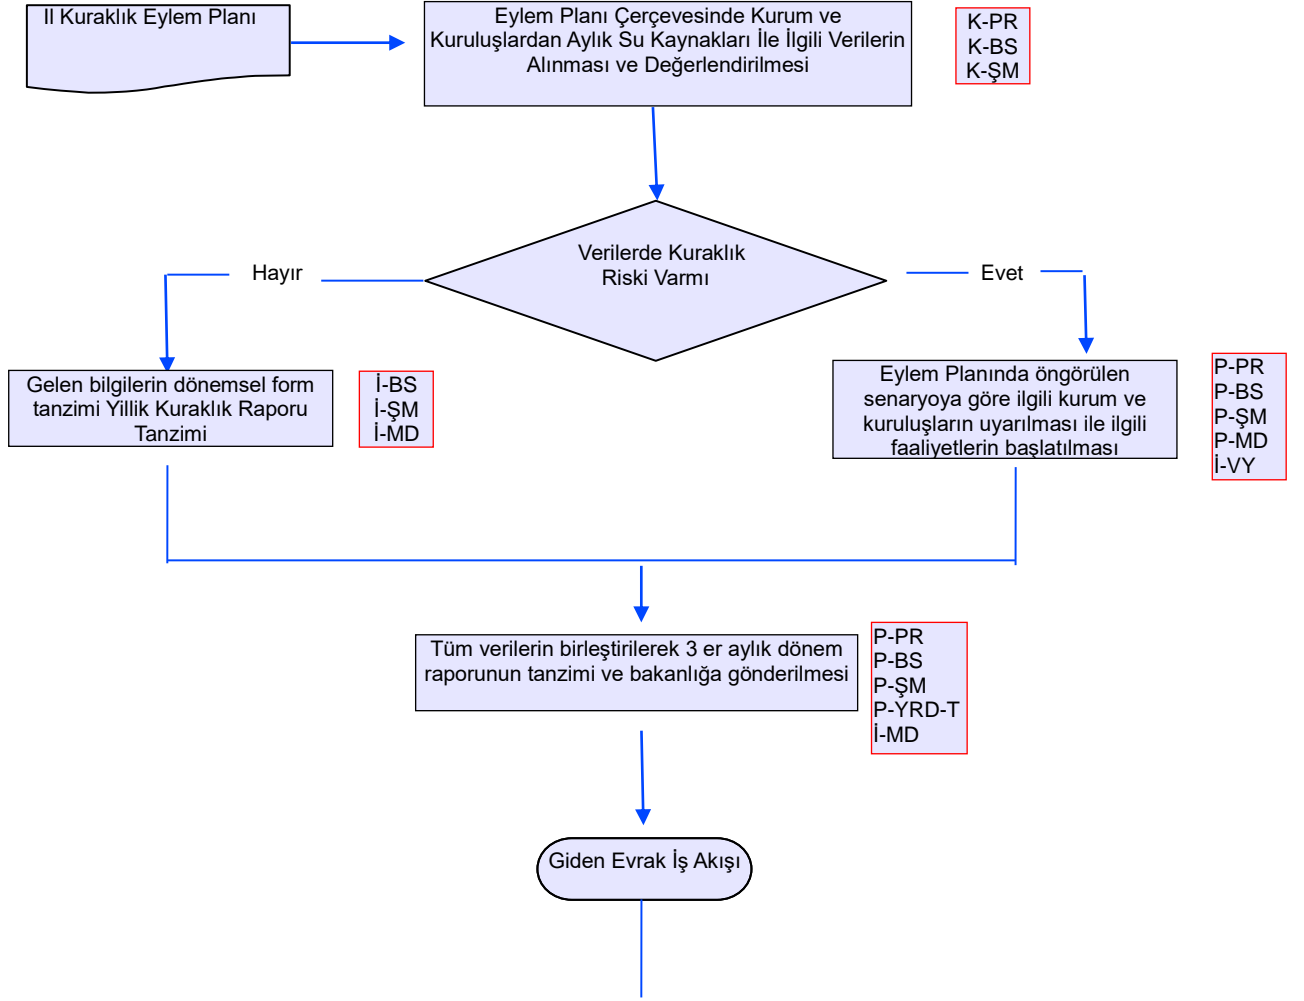 Il Kuraklık Eylem Planı
Eylem Planı Çerçevesinde Kurum ve
Kuruluşlardan Aylık Su Kaynakları İle İlgili Verilerin
Alınması ve Değerlendirilmesi
K-PR
K-BS
K-ŞM
Verilerde Kuraklık
Riski Varmı
Hayır
Evet
Gelen bilgilerin dönemsel form
tanzimi Yillik Kuraklık Raporu
Tanzimi
İ-BS
İ-ŞM
İ-MD
Eylem Planında öngörülen
senaryoya göre ilgili kurum ve
kuruluşların uyarılması ile ilgili
faaliyetlerin başlatılması
P-PR
P-BS
P-ŞM
P-MD
İ-VY
Tüm verilerin birleştirilerek 3 er aylık dönem
raporunun tanzimi ve bakanlığa gönderilmesi
P-PR
P-BS
P-ŞM
P-YRD-T
İ-MD
Giden Evrak İş Akışı